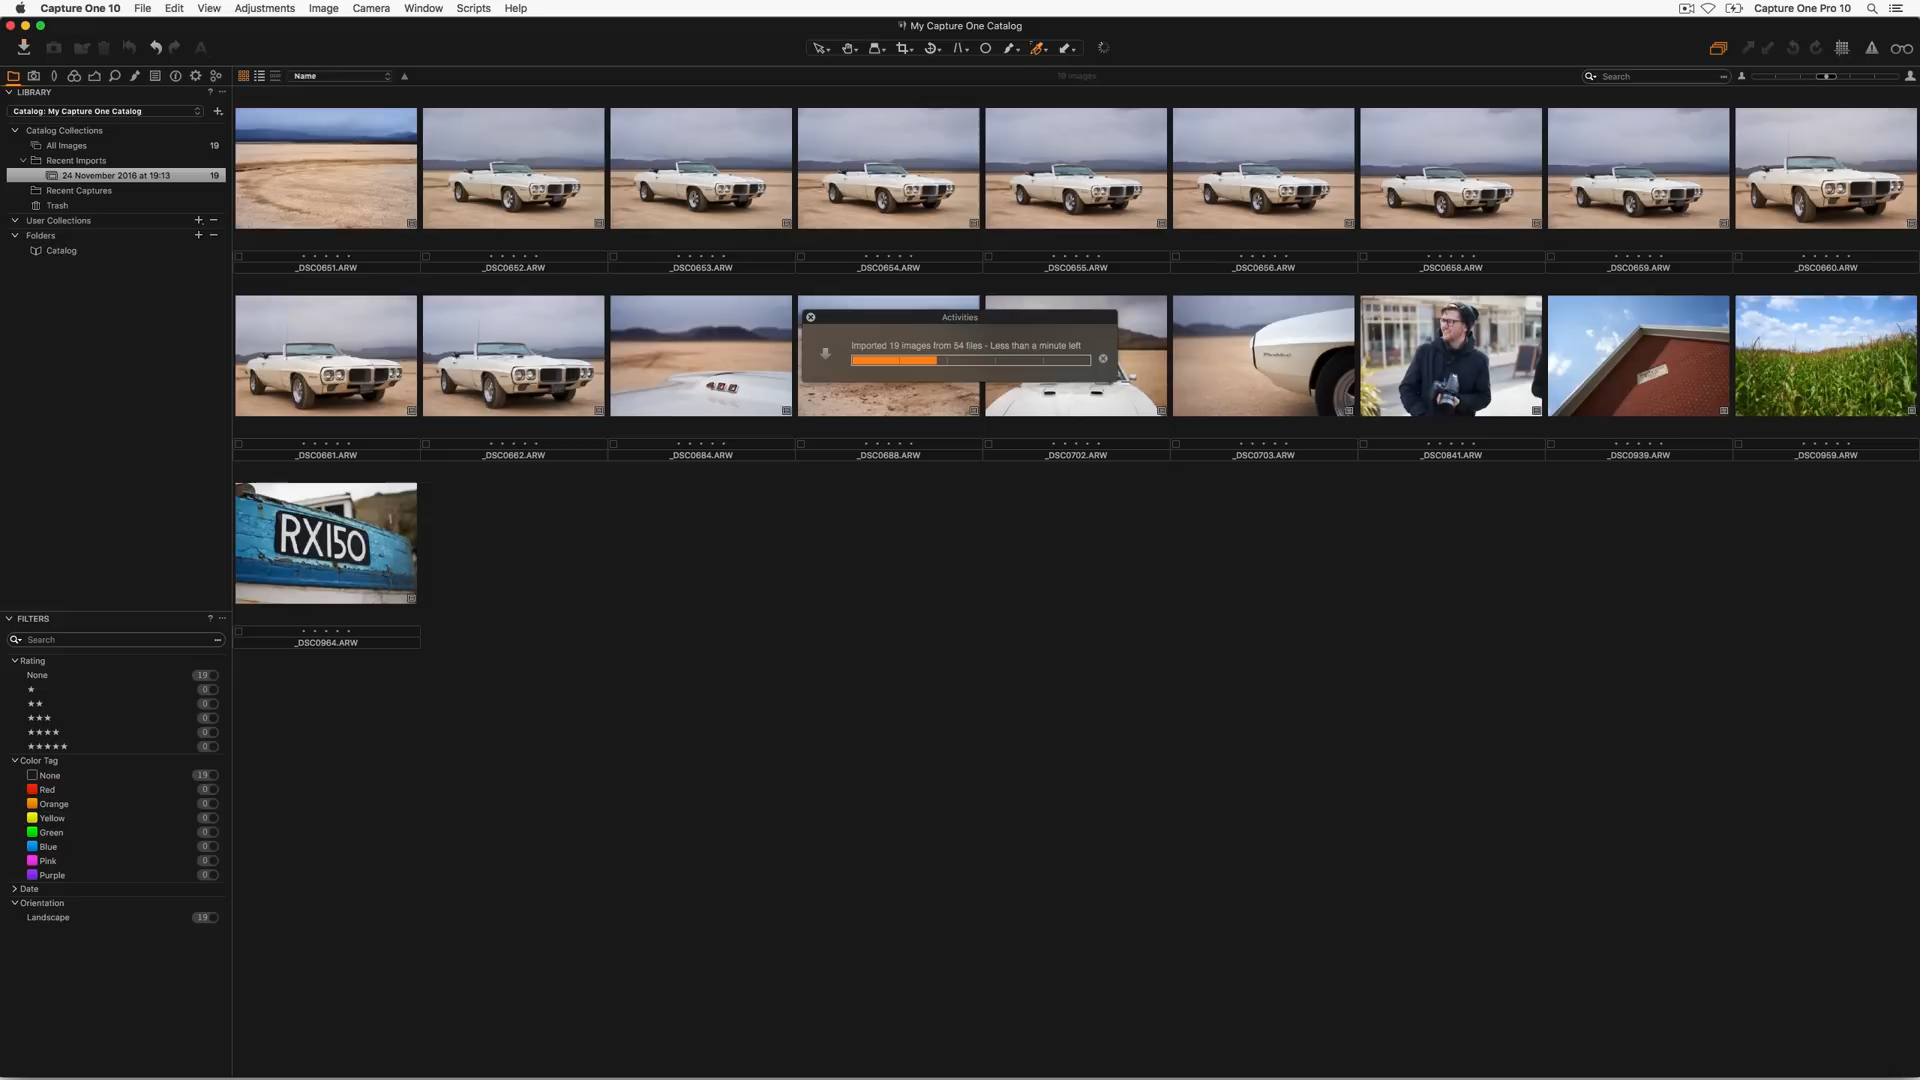 Capture One 10 File Edit View Adjustments Image Camera Window Scripts Help Capture One Pro 10
My Capture One Catalog
Name 19 images Search
LIBRARY ?
Catalog: My Capture One Catalog
Catalog Collections
All Images 19
Recent Imports
24 November 2016 at 19:13 19
Recent Captures
Trash
User Collections
Folders
Catalog
_DSC0651.ARW _DSC0652.ARW _DSC0653.ARW _DSC0654.ARW _DSC0655.ARW _DSC0656.ARW _DSC0658.ARW _DSC0659.ARW _DSC0660.ARW
Activities
Imported 19 images from 54 files - Less than a minute left
400
_DSC0661.ARW _DSC0662.ARW _DSC0684.ARW _DSC0688.ARW _DSC0702.ARW _DSC0703.ARW _DSC0841.ARW _DSC0939.ARW _DSC0959.ARW
RX150
_DSC0964.ARW
FILTERS ?
Search
Rating
None 19
★ 0
★★ 0
★★★ 0
★★★★ 0
★★★★★ 0
Color Tag
None 19
Red 0
Orange 0
Yellow 0
Green 0
Blue 0
Pink 0
Purple 0
Date
Orientation
Landscape 19